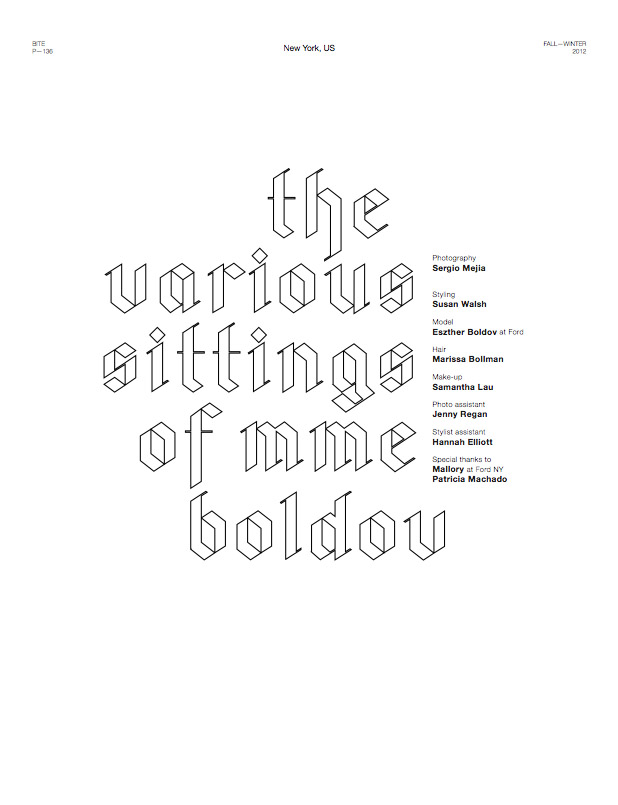 BITE
P—136
New York, US
FALL—WINTER
2012
the
various
sittings
of mme
boldov
Photography
Sergio Mejia
Styling
Susan Walsh
Model
Eszther Boldov at Ford
Hair
Marissa Bollman
Make-up
Samantha Lau
Photo assistant
Jenny Regan
Stylist assistant
Hannah Elliott
Special thanks to
Mallory at Ford NY
Patricia Machado